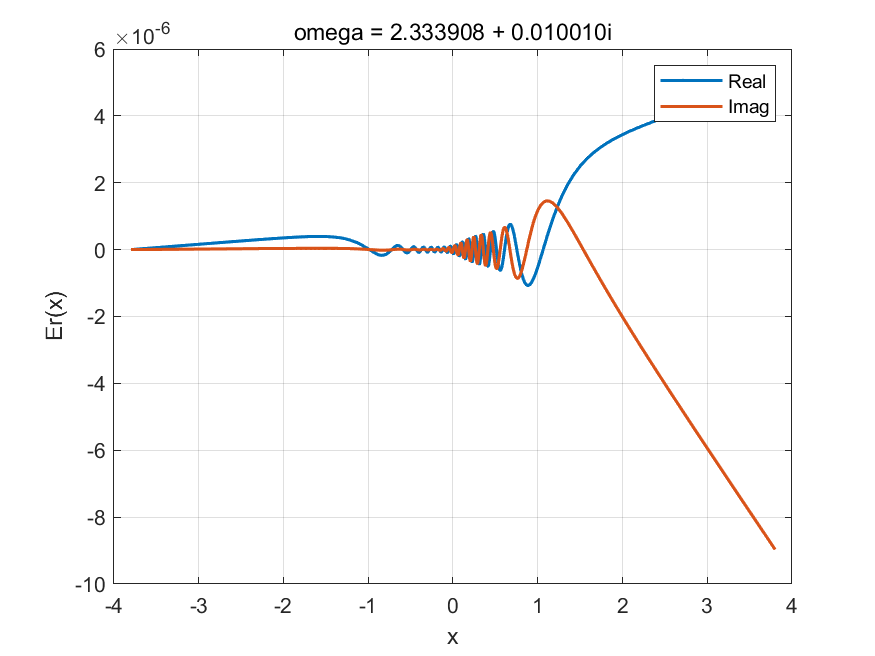 omega = 2.333908 + 0.010010i
×10-6
6
4
2
0
-2
-4
-6
-8
-10
Er(x)
Real
Imag
-4 -3 -2 -1 0 1 2 3 4
x